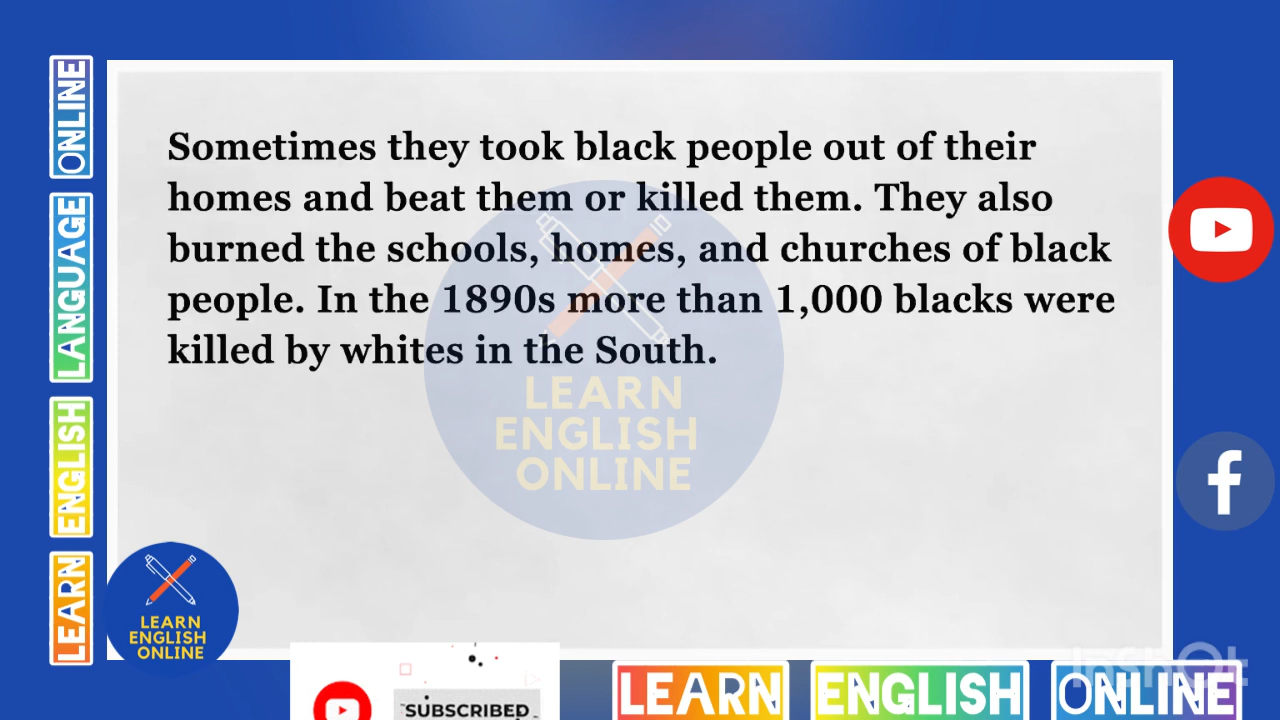 Sometimes they took black people out of their
homes and beat them or killed them. They also
burned the schools, homes, and churches of black
people. In the 1890s more than 1,000 blacks were
killed by whites in the South.
LEARN
ENGLISH
ONLINE
LEARN ENGLISH LANGUAGE ONLINE
LEARN
ENGLISH
ONLINE
SUBSCRIBED
LEARN ENGLISH ONLINE
InShot